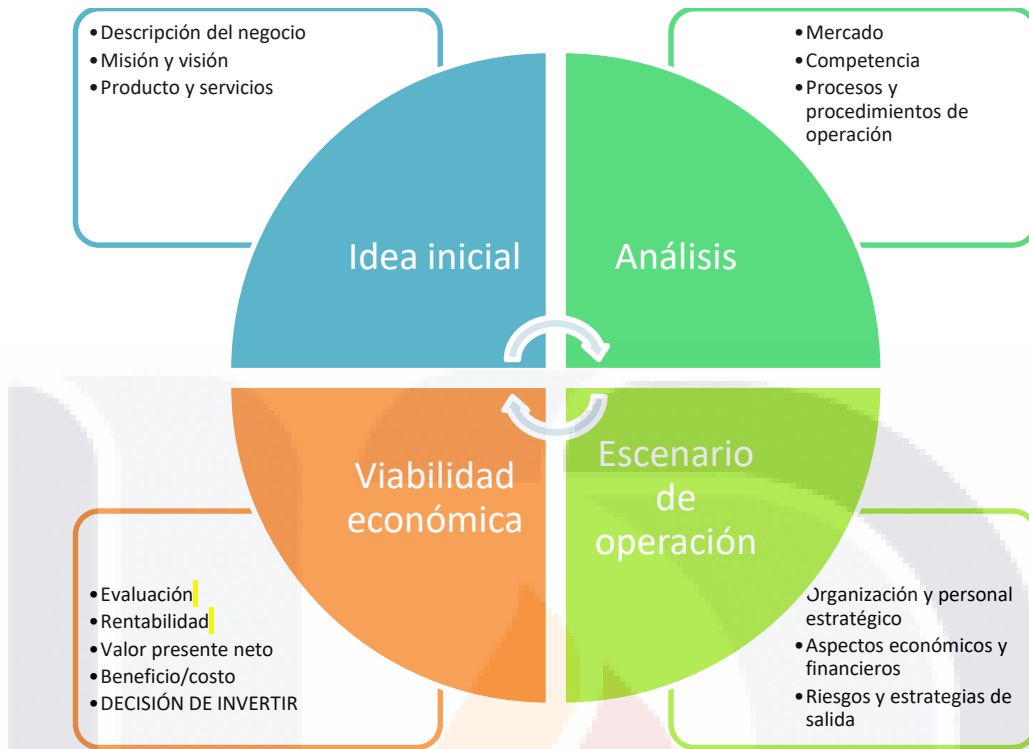 •Descripción del negocio
•Misión y visión
•Producto y servicios
•Mercado
•Competencia
•Procesos y
procedimientos de
operación
Idea inicial
Análisis
Viabilidad
económica
Escenario
de
operación
•Evaluación
•Rentabilidad
•Valor presente neto
•Beneficio/costo
•DECISIÓN DE INVERTIR
Organización y personal
estratégico
•Aspectos económicos y
financieros
•Riesgos y estrategias de
salida